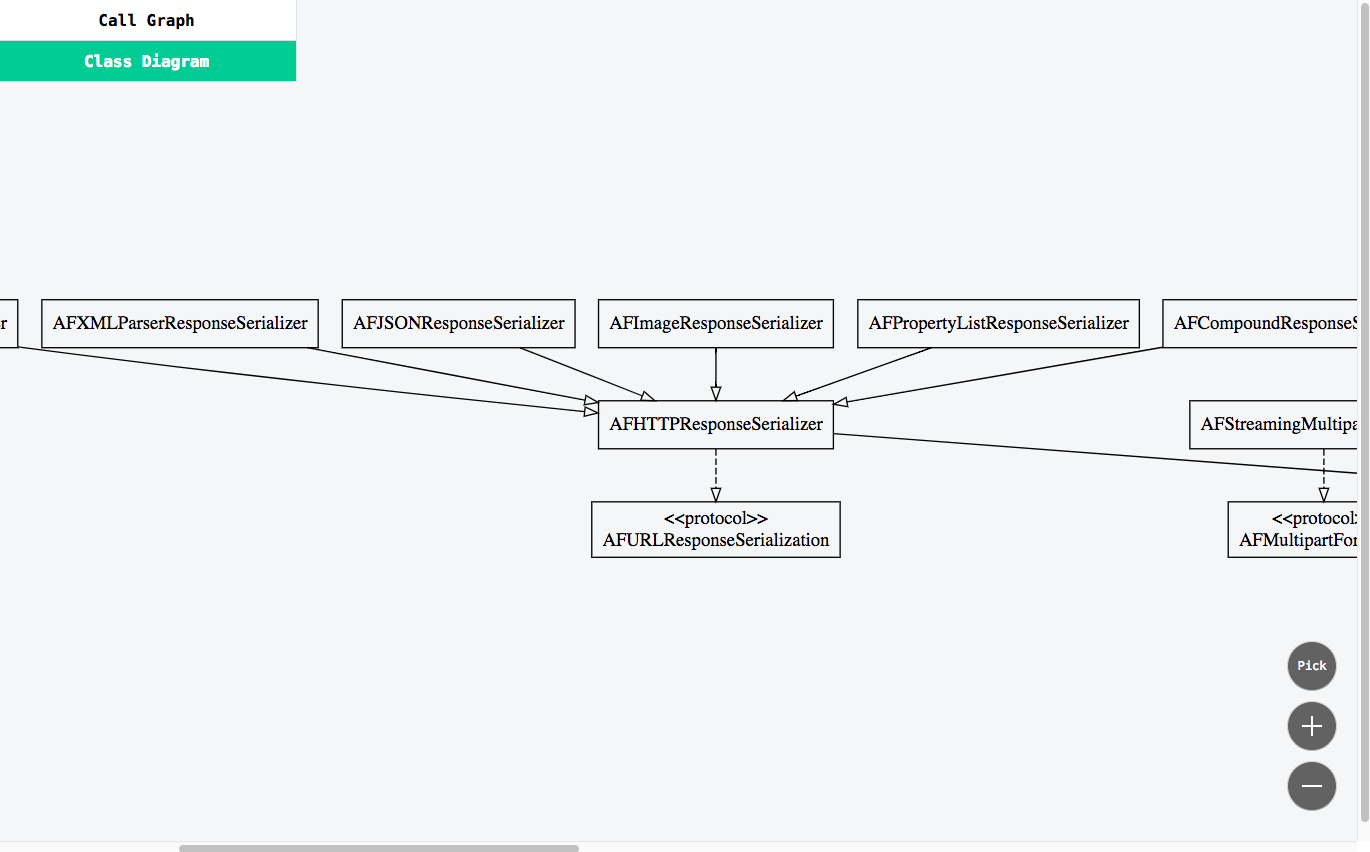 Call Graph
Class Diagram
r
AFXMLParserResponseSerializer
AFJSONResponseSerializer
AFImageResponseSerializer
AFPropertyListResponseSerializer
AFCompoundResponseS
AFHTTPResponseSerializer
AFStreamingMultipa
<<protocol>>
AFURLResponseSerialization
<<protocol
AFMultipartFor
Pick